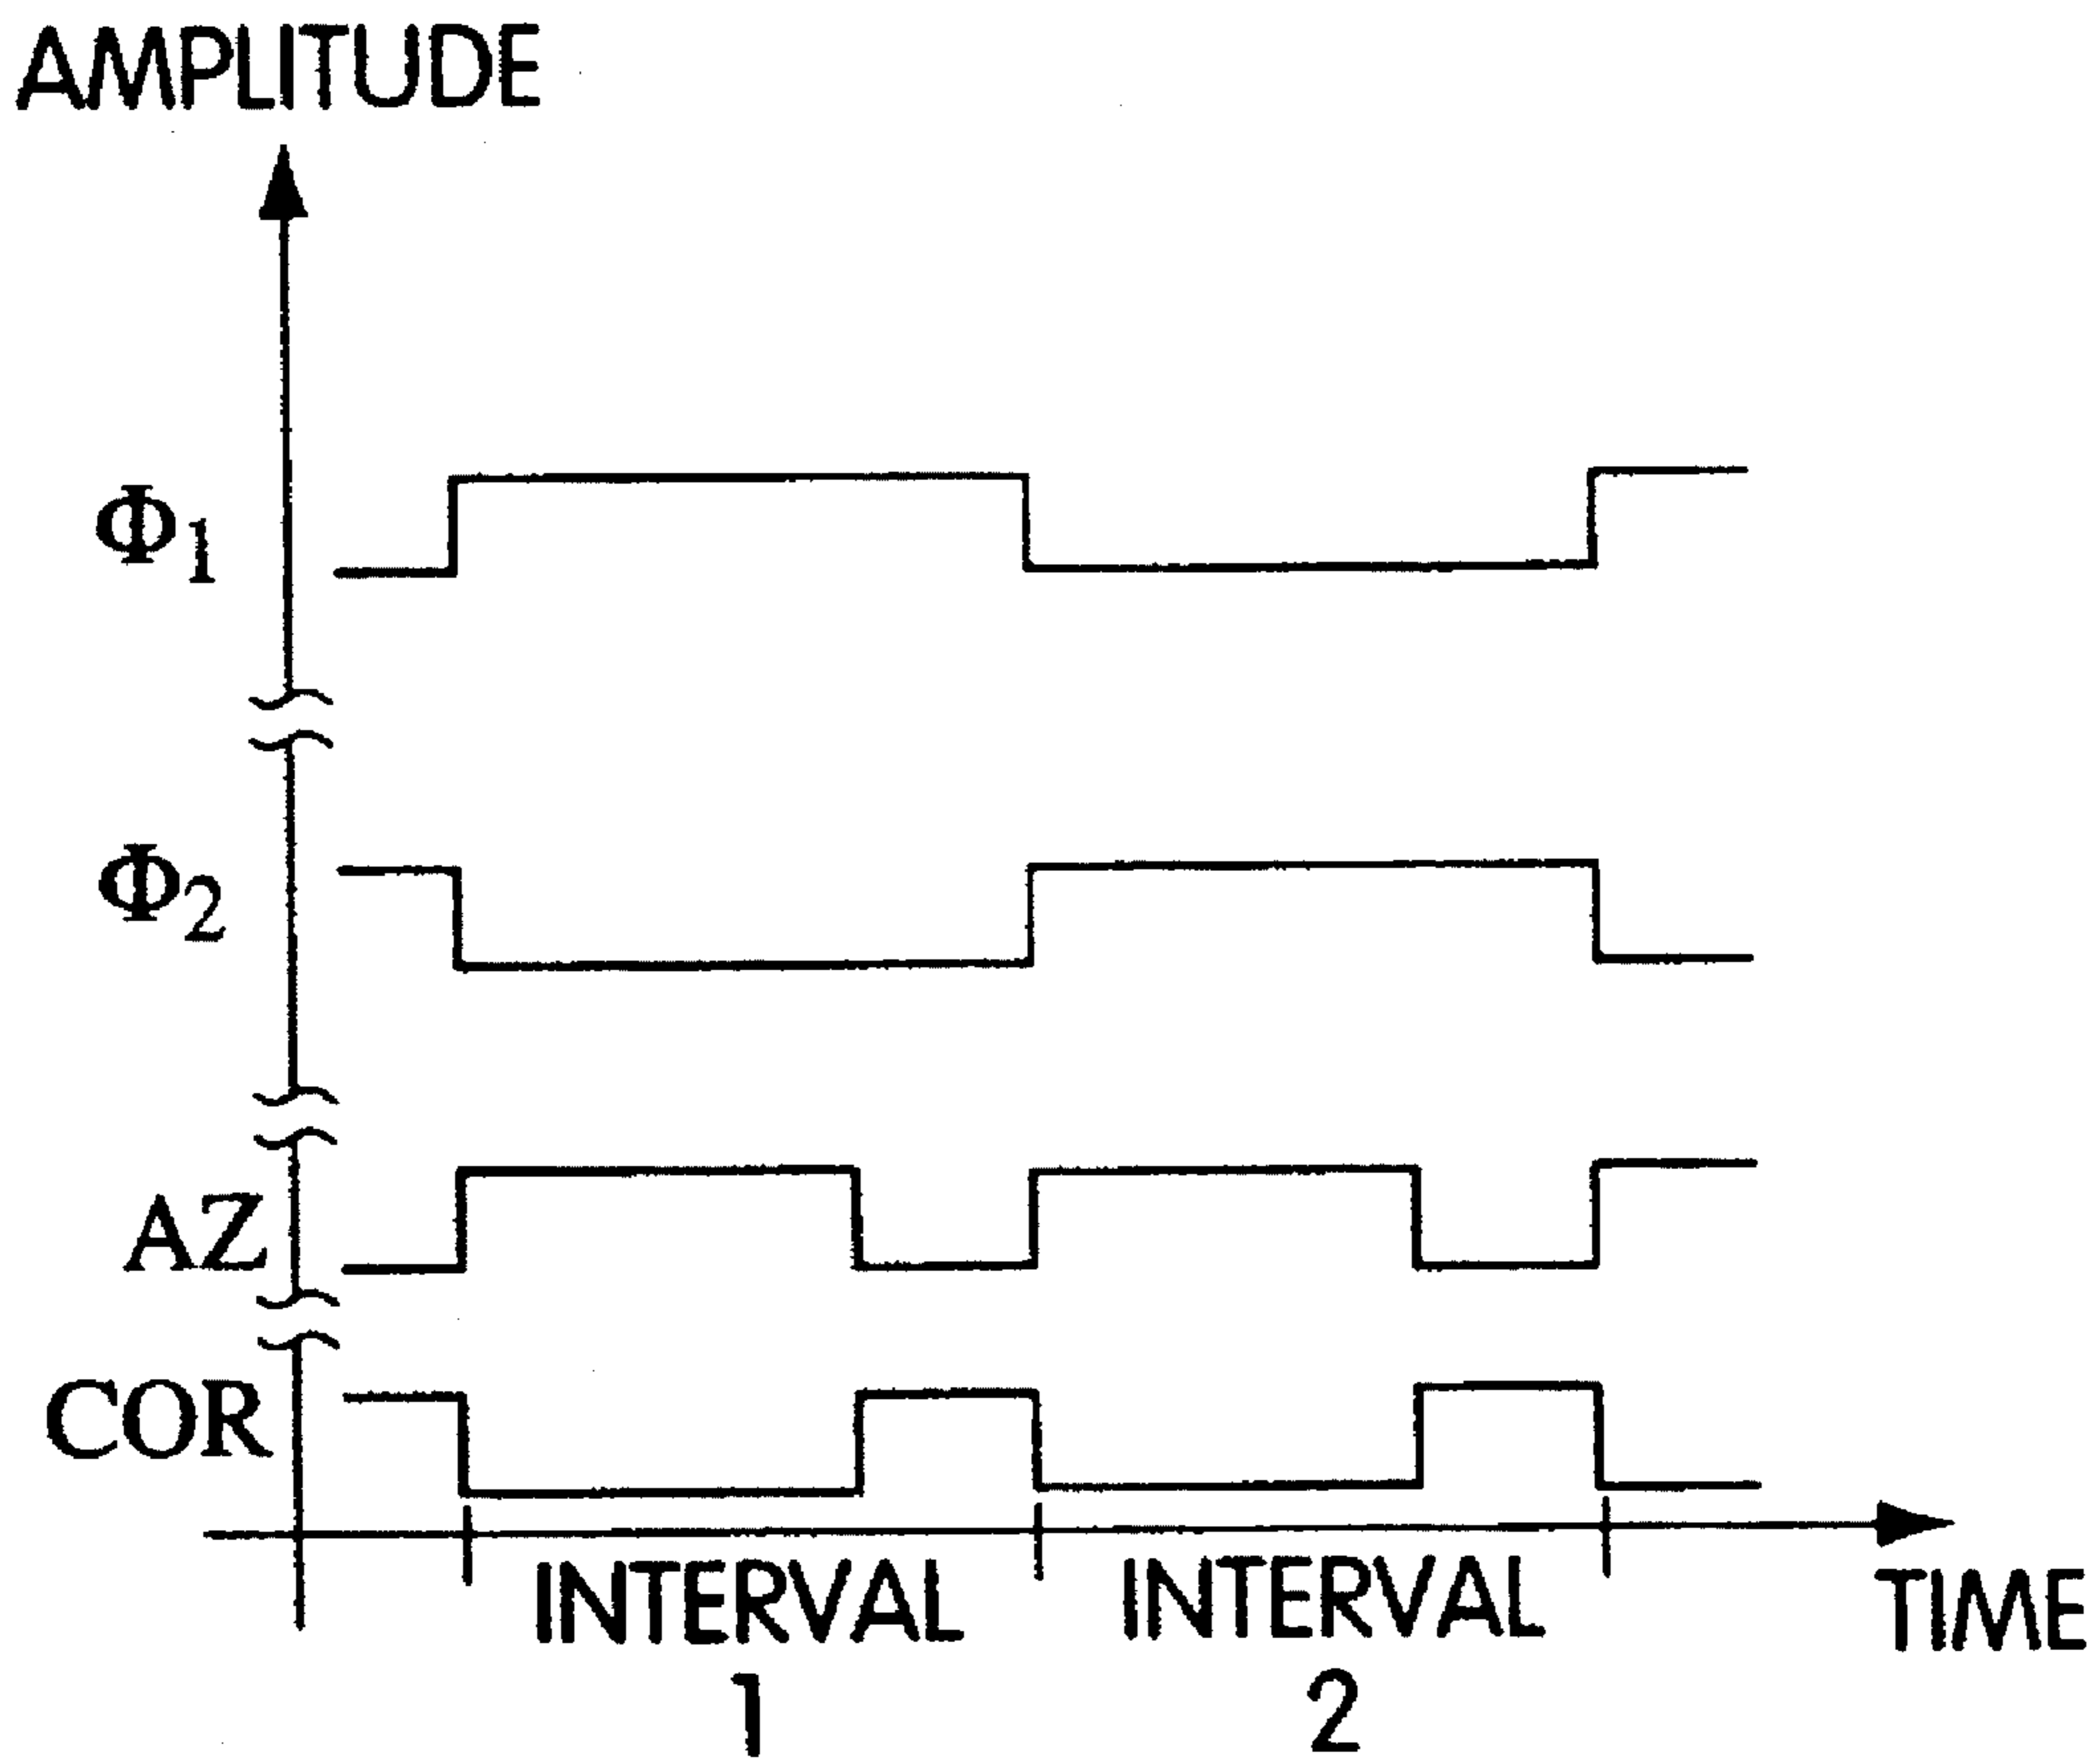 AMPLITUDE
Φ1
Φ2
AZ
COR
INTERVAL 1
INTERVAL 2
TIME